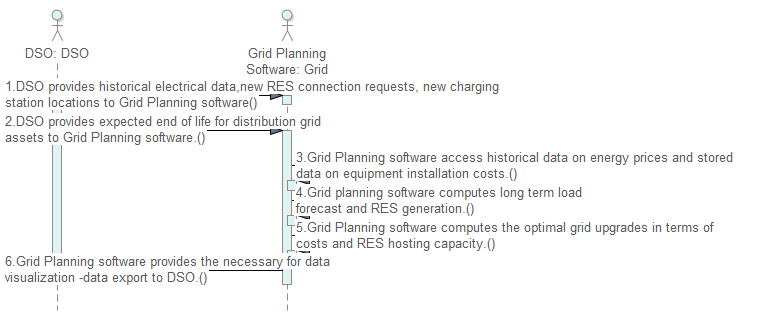 DSO: DSO
Grid Planning
Software: Grid
1.DSO provides historical electrical data,new RES connection requests, new charging
station locations to Grid Planning software()
2.DSO provides expected end of life for distribution grid
assets to Grid Planning software.()
3.Grid Planning software access historical data on energy prices and stored
data on equipment installation costs.()
4.Grid planning software computes long term load
forecast and RES generation.()
5.Grid Planning software computes the optimal grid upgrades in terms of
costs and RES hosting capacity.()
6.Grid Planning software provides the necessary for data
visualization -data export to DSO.()